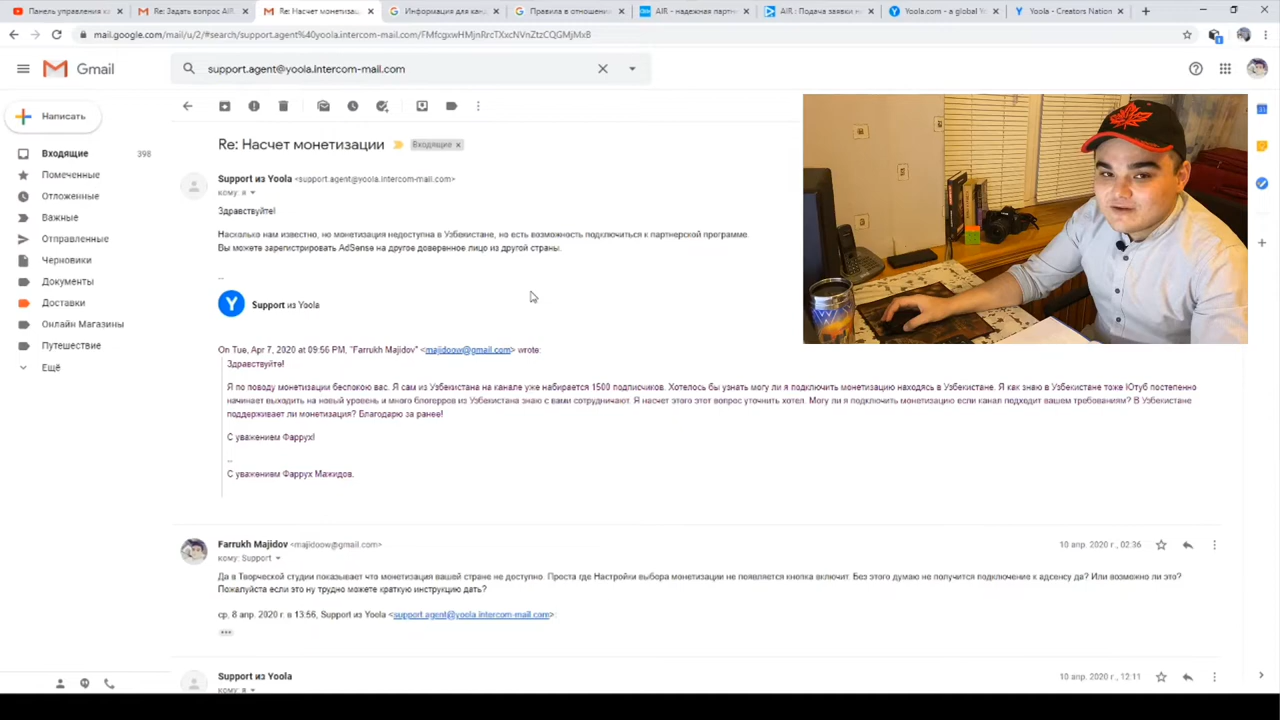 Панель управления ка
Re: Задать вопрос AIR.
Re: Насчет монетизац
Информация для кан
Правила в отношении
AIR - надежная партн
AIR : Подача заявки н
Yoola.com - a global Y
Yoola - Creators Nation
mail.google.com/mail/u/2/#search/support.agent%40yoola.intercom-mail.com/FMfcgxwHMjnRrcTXxcNVnZtzCQGMjMxB
Gmail
support.agent@yoola.intercom-mail.com
Написать
Входящие 398
Помеченные
Отложенные
Важные
Отправленные
Черновики
Документы
Доставки
Онлайн Магазины
Путешествие
Ещё
Re: Насчет монетизации
Входящие x
Support из Yoola <support.agent@yoola.intercom-mail.com>
кому: я
Здравствуйте!
Насколько нам известно, но монетизация недоступна в Узбекистане, но есть возможность подключиться к партнерской программе.
Вы можете зарегистрировать AdSense на другое доверенное лицо из другой страны.
--
Support из Yoola
On Tue, Apr 7, 2020 at 09:56 PM, "Farrukh Majidov" <majidoow@gmail.com> wrote:
Здравствуйте!
Я по поводу монетизации беспокою вас. Я сам из Узбекистана на канале уже набирается 1500 подписчиков. Хотелось бы узнать могу ли я подключить монетизацию находясь в Узбекистане. Я как знаю в Узбекистане тоже Ютуб постепенно
начинает выходить на новый уровень и много блогерров из Узбекистана знаю с вами сотрудничают. Я насчет этого этот вопрос уточнить хотел. Могу ли я подключить монетизацию если канал подходит вашем требованиям? В Узбекистане
поддерживает ли монетизация? Благодарю за ранее!
С уважением Фаррух!
--
С уважением Фаррух Мажидов.
Farrukh Majidov <majidoow@gmail.com>
10 апр. 2020 г., 02:36
кому: Support
Да в Творческой студии показывает что монетизация вашей стране не доступно. Проста где Настройки выбора монетизации не появляется кнопка включит. Без этого думаю не получится подключение к адсенсу да? Или возможно ли это?
Пожалуйста если это ну трудно можете краткую инструкцию дать?
ср, 8 апр. 2020 г. в 13:56, Support из Yoola <support.agent@yoola.intercom-mail.com>:
Support из Yoola
10 апр. 2020 г., 12:11
кому: я